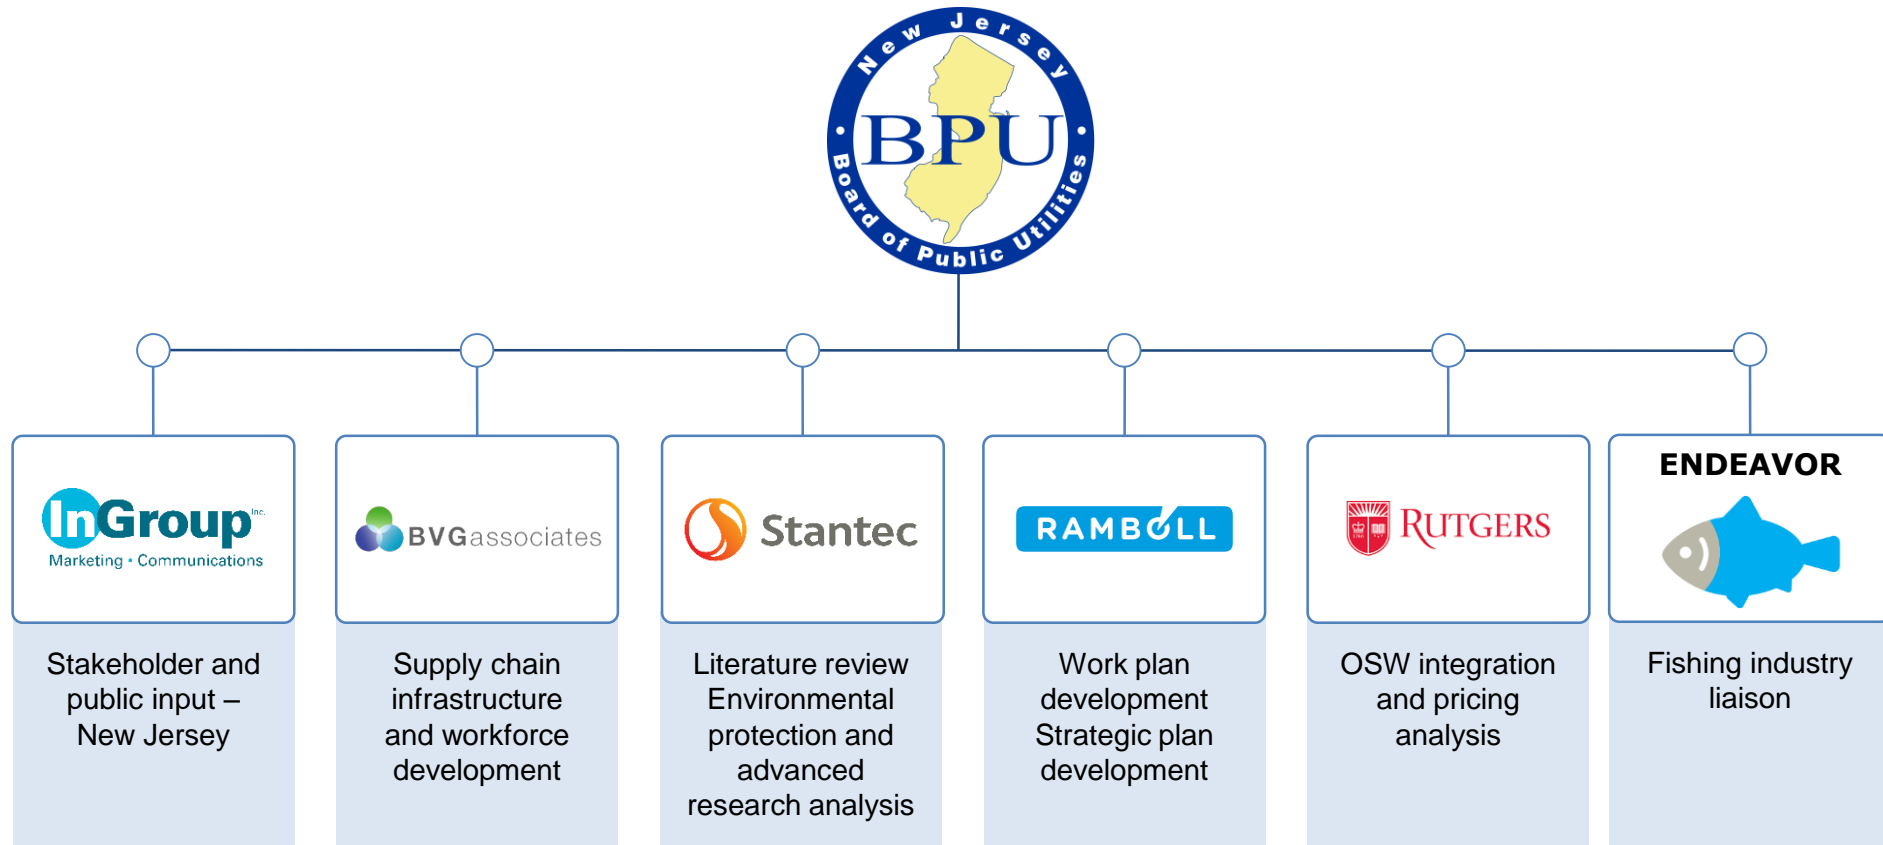 New Jersey
BPU
Board of Public Utilities
InGroup Inc.
Marketing • Communications
BVGassociates
Stantec
RAMBOLL
RUTGERS
ENDEAVOR
Stakeholder and
public input –
New Jersey
Supply chain
infrastructure
and workforce
development
Literature review
Environmental
protection and
advanced
research analysis
Work plan
development
Strategic plan
development
OSW integration
and pricing
analysis
Fishing industry
liaison